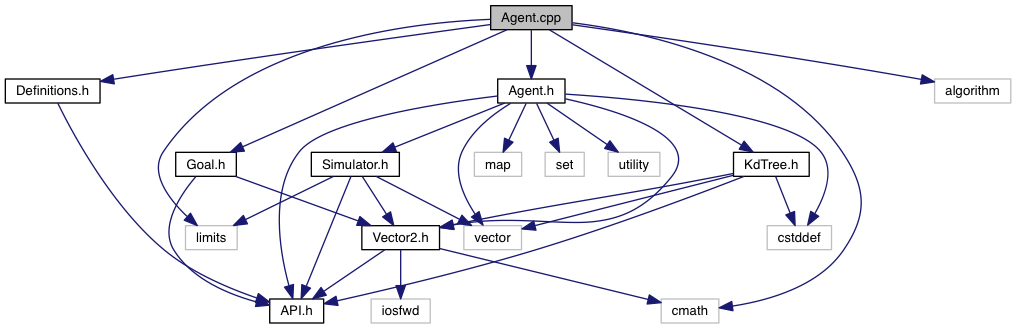 Agent.cpp
Definitions.h
Agent.h
algorithm
Goal.h
Simulator.h
map
set
utility
KdTree.h
limits
Vector2.h
vector
cstddef
API.h
iosfwd
cmath